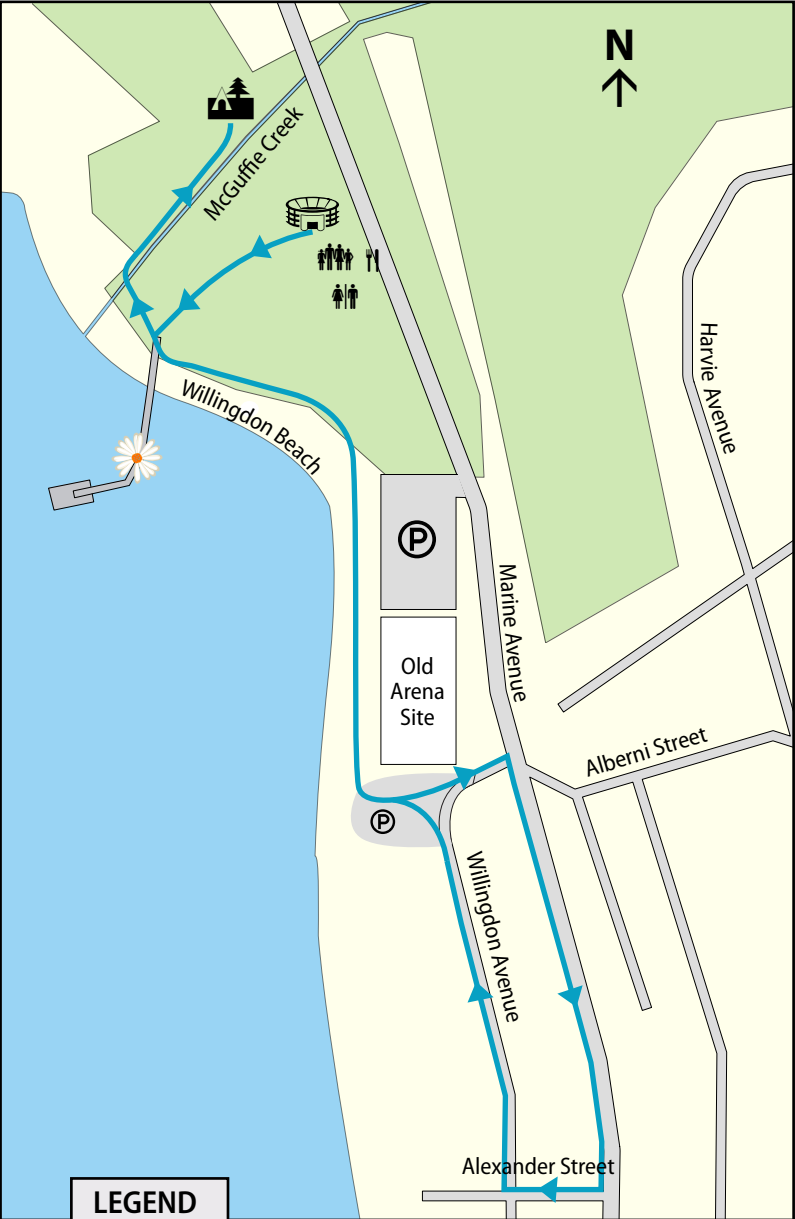 N
McGuffie Creek
Harvie Avenue
Willingdon Beach
P
Marine Avenue
Old
Arena
Site
Alberni Street
P
Willingdon Avenue
Alexander Street
LEGEND